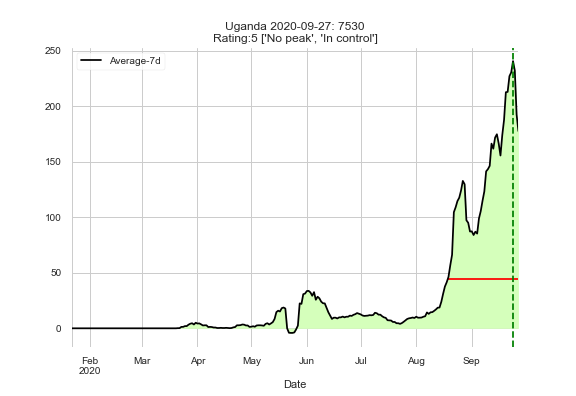 Uganda 2020-09-27: 7530
Rating:5 ['No peak', 'In control']
250
Average-7d
200
150
100
50
0
Feb Mar Apr May Jun Jul Aug Sep
2020
Date